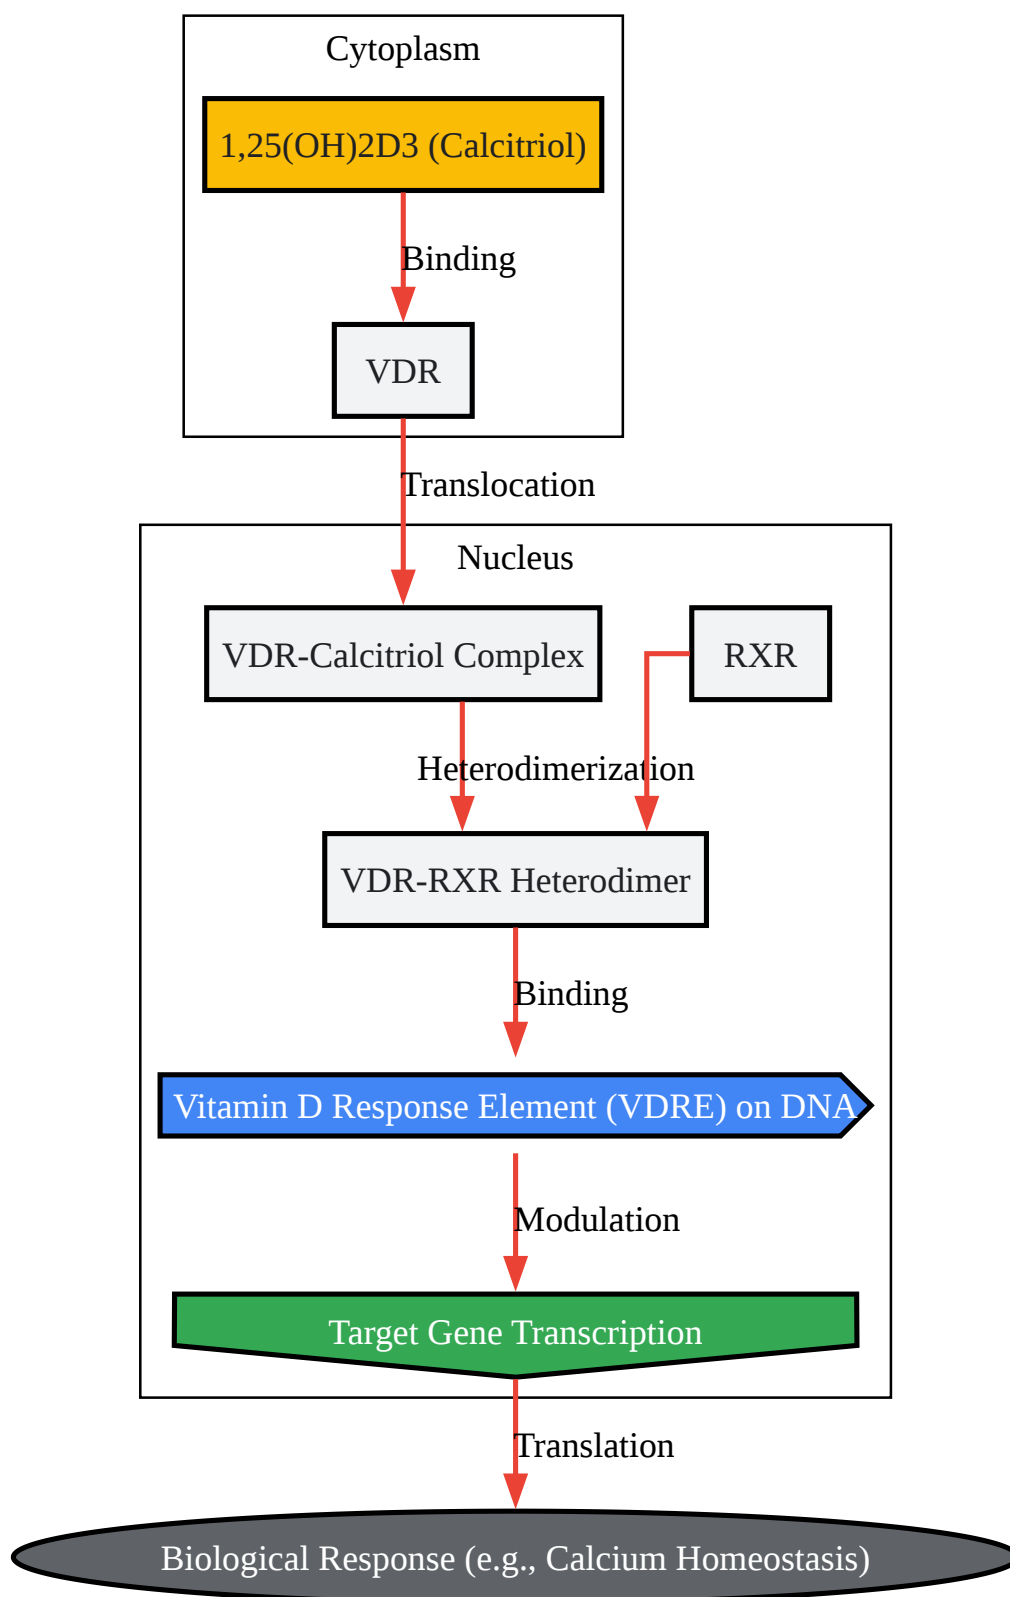 Cytoplasm
1,25(OH)2D3 (Calcitriol)
Binding
VDR
Translocation
Nucleus
VDR-Calcitriol Complex
RXR
Heterodimerization
VDR-RXR Heterodimer
Binding
Vitamin D Response Element (VDRE) on DNA
Modulation
Target Gene Transcription
Translation
Biological Response (e.g., Calcium Homeostasis)